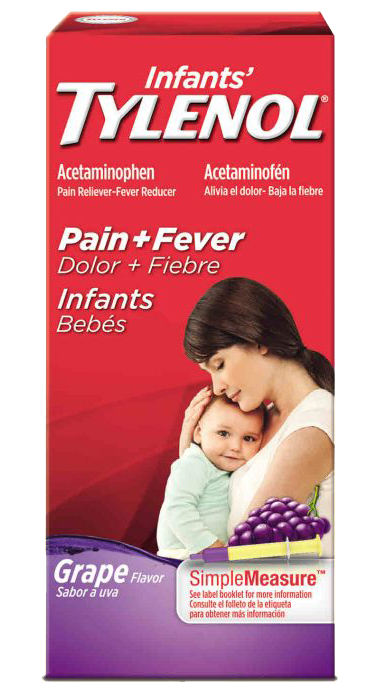 Infants'
TYLENOL®
Acetaminophen
Pain Reliever-Fever Reducer
Acetaminofén
Alivia el dolor- Baja la fiebre
Pain+Fever
Dolor + Fiebre
Infants
Bebés
Grape Flavor
Sabor a uva
SimpleMeasure™
See label booklet for more information
Consulte el folleto de la etiqueta
para obtener más información